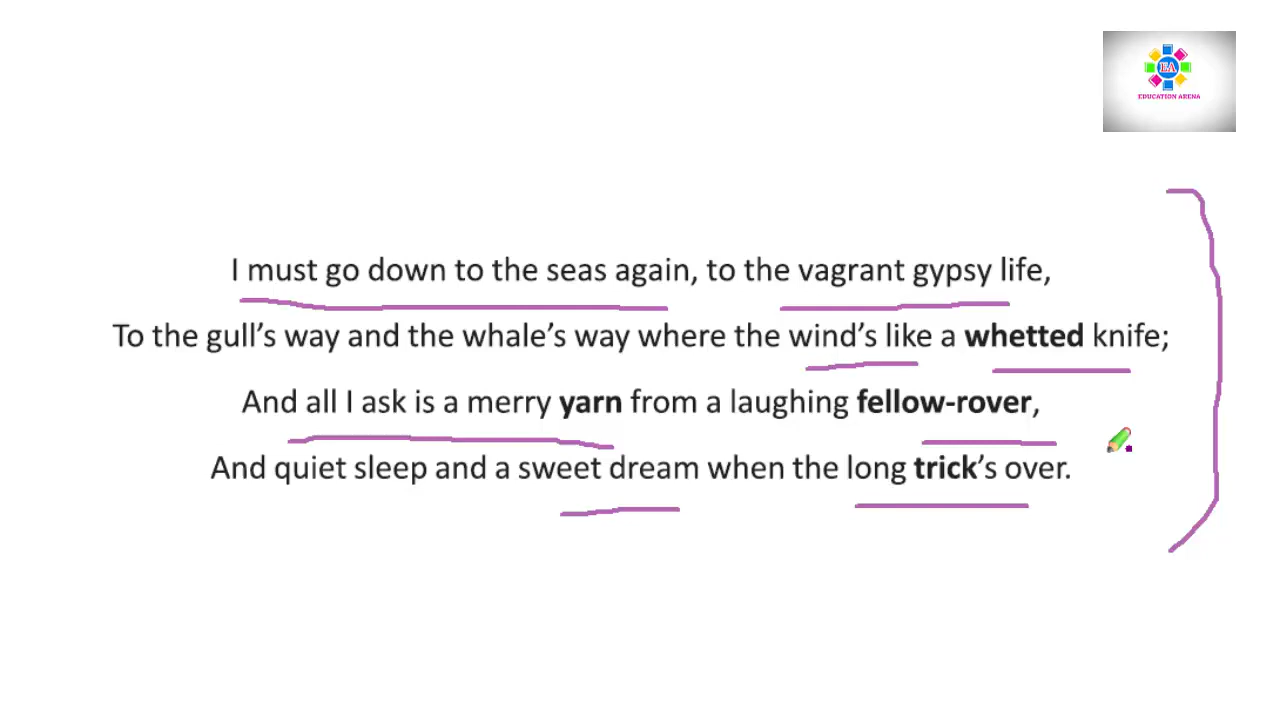 EA
EDUCATION ARENA
I must go down to the seas again, to the vagrant gypsy life,
To the gull’s way and the whale’s way where the wind’s like a whetted knife;
And all I ask is a merry yarn from a laughing fellow-rover,
And quiet sleep and a sweet dream when the long trick’s over.